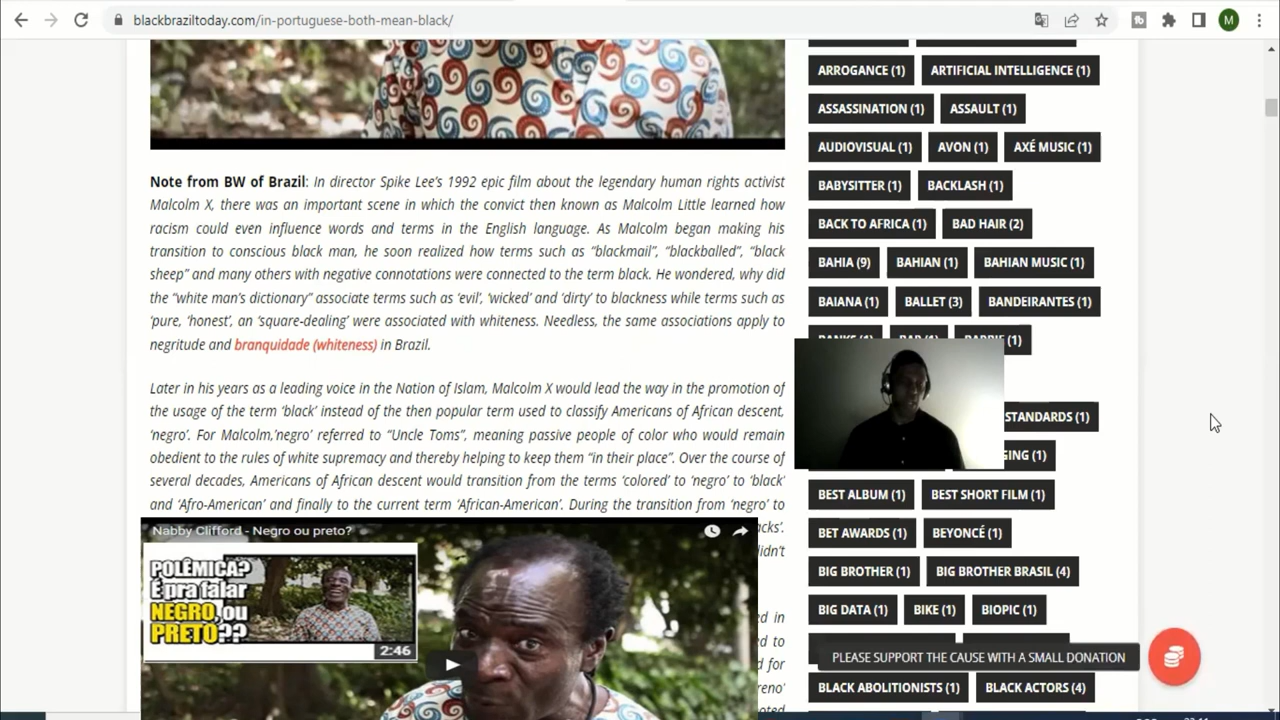 blackbraziltoday.com/in-portuguese-both-mean-black/
M
Note from BW of Brazil: In director Spike Lee's 1992 epic film about the legendary human rights activist
Malcolm X, there was an important scene in which the convict then known as Malcolm Little learned how
racism could even influence words and terms in the English language. As Malcolm began making his
transition to conscious black man, he soon realized how terms such as “blackmail”, “blackballed”, “black
sheep” and many others with negative connotations were connected to the term black. He wondered, why did
the “white man's dictionary” associate terms such as ‘evil’, ‘wicked’ and ‘dirty’ to blackness while terms such as
‘pure, ‘honest’, an ‘square-dealing’ were associated with whiteness. Needless, the same associations apply to
negritude and branquidade (whiteness) in Brazil.
Later in his years as a leading voice in the Nation of Islam, Malcolm X would lead the way in the promotion of
the usage of the term ‘black’ instead of the then popular term used to classify Americans of African descent,
‘negro’. For Malcolm,‘negro’ referred to “Uncle Toms”, meaning passive people of color who would remain
obedient to the rules of white supremacy and thereby helping to keep them “in their place”. Over the course of
several decades, Americans of African descent would transition from the terms ‘colored’ to ‘negro’ to ‘black’
and ‘Afro-American’ and finally to the current term ‘African-American’. During the transition from ‘negro’ to
Nabby Clifford - Negro ou preto?
POLÊMICA?
É pra falar
NEGRO, ou
PRETO??
2:46
ed in
ed to
d for
ARROGANCE (1) ARTIFICIAL INTELLIGENCE (1)
ASSASSINATION (1) ASSAULT (1)
AUDIOVISUAL (1) AVON (1) AXÉ MUSIC (1)
BABYSITTER (1) BACKLASH (1)
BACK TO AFRICA (1) BAD HAIR (2)
BAHIA (9) BAHIAN (1) BAHIAN MUSIC (1)
BAIANA (1) BALLET (3) BANDEIRANTES (1)
STANDARDS (1)
GING (1)
BEST ALBUM (1) BEST SHORT FILM (1)
BET AWARDS (1) BEYONCÉ (1)
BIG BROTHER (1) BIG BROTHER BRASIL (4)
BIG DATA (1) BIKE (1) BIOPIC (1)
PLEASE SUPPORT THE CAUSE WITH A SMALL DONATION
BLACK ABOLITIONISTS (1) BLACK ACTORS (4)